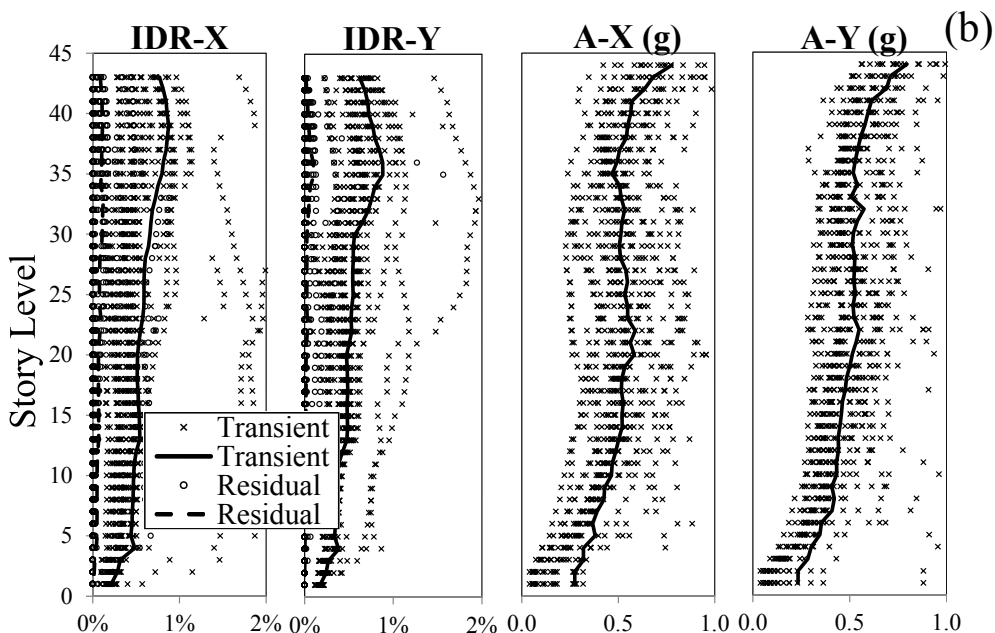 (b)
IDR-X IDR-Y A-X (g) A-Y (g)
45
40
35
30
25
20
15
10
5
0
Story Level
Transient
Transient
Residual
Residual
0% 1% 2% 0% 1% 2% 0.0 0.5 1.0 0.0 0.5 1.0